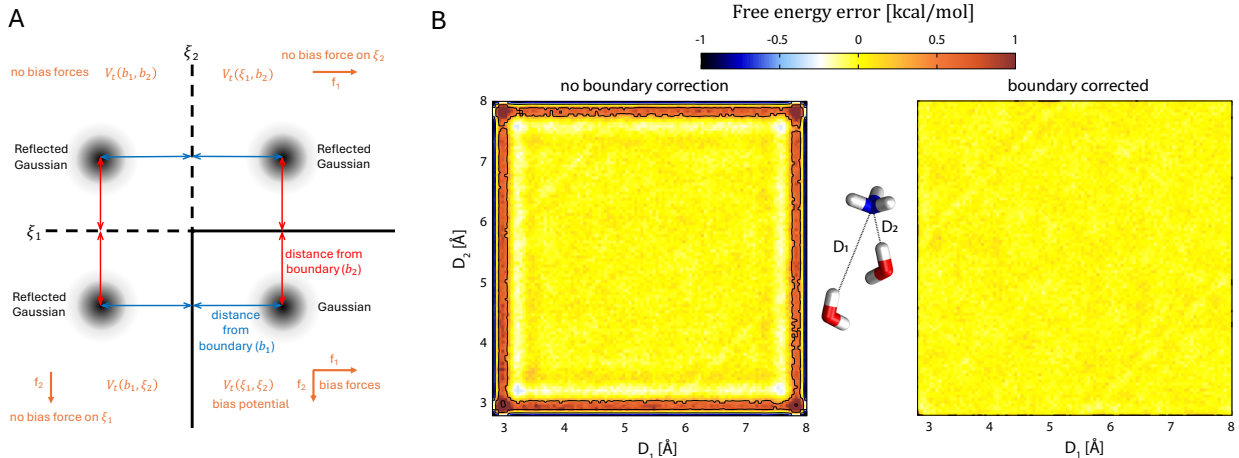 A
ξ₂
no bias forces
V_t(b₁, b₂)
V_t(ξ₁, b₂)
no bias force on ξ₂
f₁
Reflected
Gaussian
Reflected
Gaussian
ξ₁
distance from
boundary (b₂)
Reflected
Gaussian
Gaussian
distance
from
boundary (b₁)
f₂
V_t(b₁, ξ₂)
no bias force on ξ₁
V_t(ξ₁, ξ₂)
bias potential
f₁
f₂
bias forces
B
Free energy error [kcal/mol]
-1 -0.5 0 0.5 1
no boundary correction
8
7
6
5
4
3
D₂ [Å]
3 4 5 6 7 8
D₁ [Å]
D₁
D₂
boundary corrected
3 4 5 6 7 8
D₁ [Å]